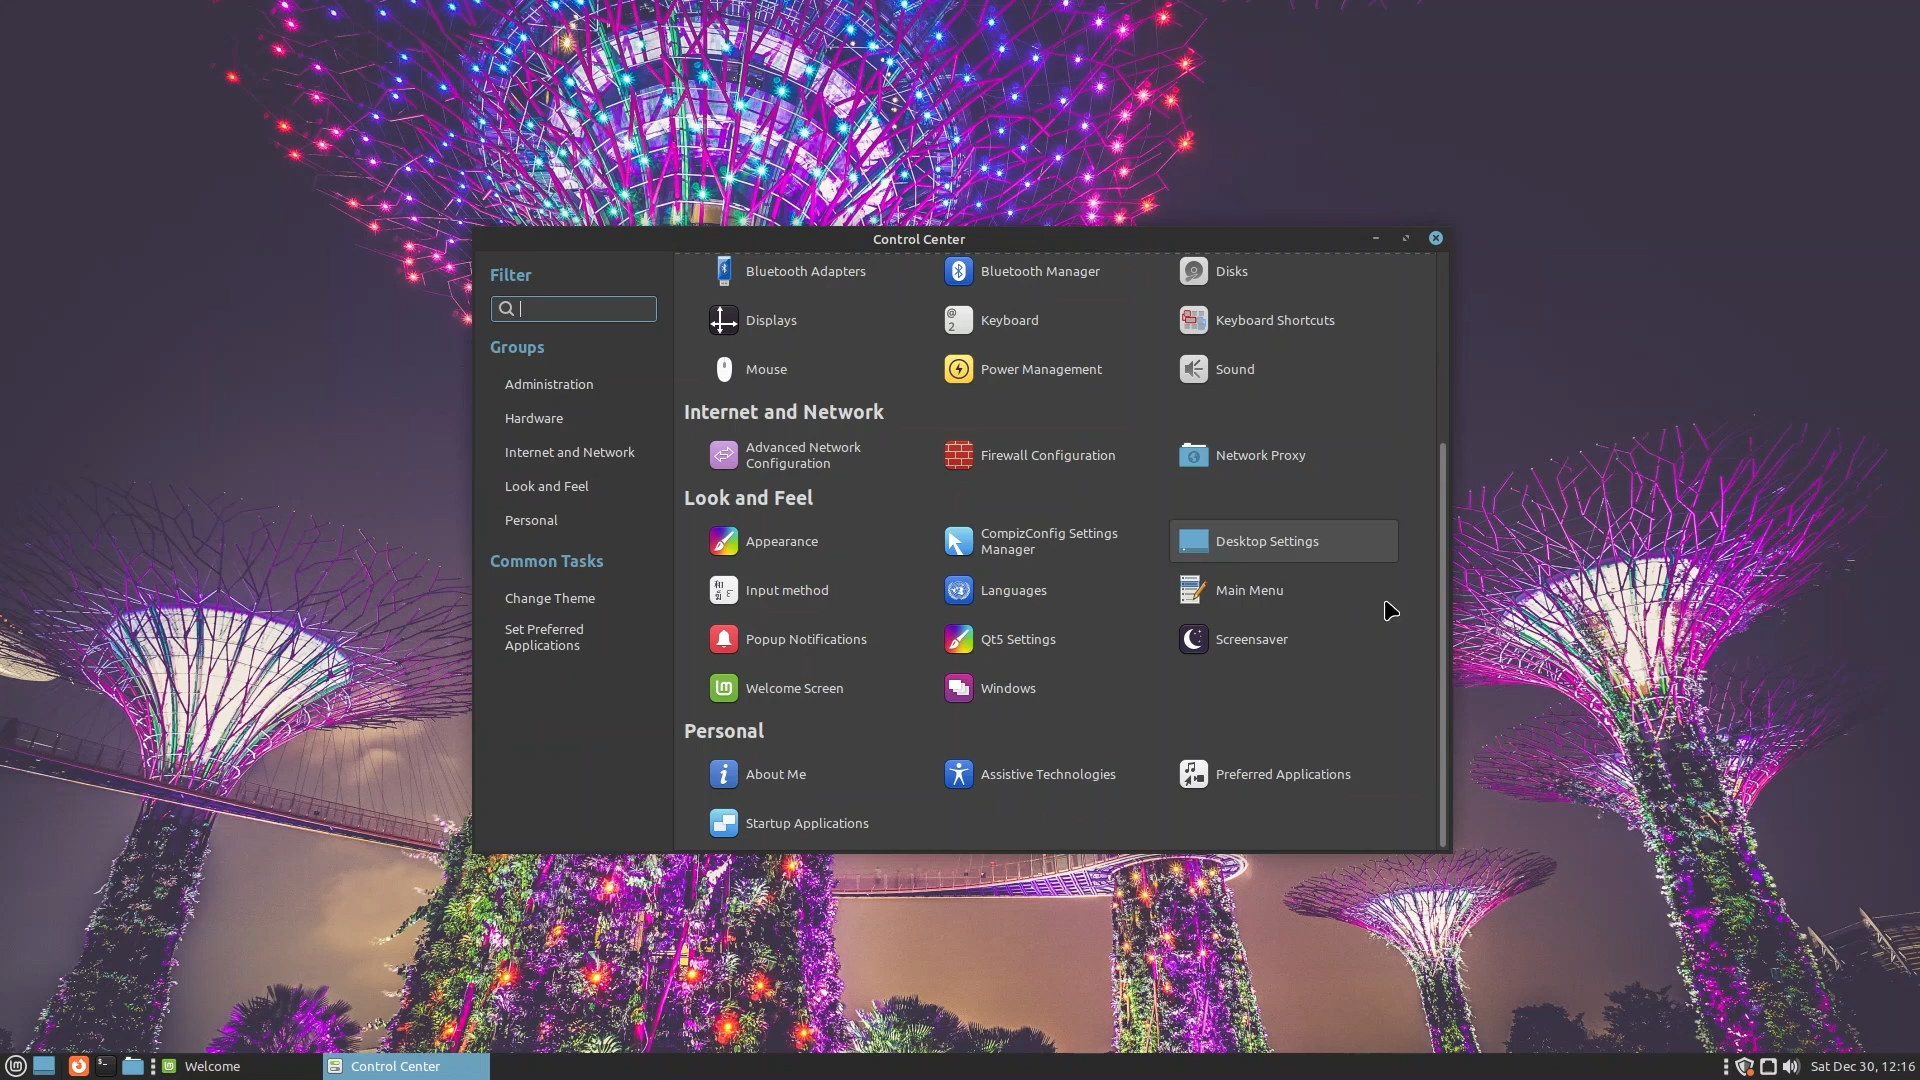 Control Center
Filter
Groups
Administration
Hardware
Internet and Network
Look and Feel
Personal
Common Tasks
Change Theme
Set Preferred
Applications
Bluetooth Adapters
Bluetooth Manager
Disks
Displays
Keyboard
Keyboard Shortcuts
Mouse
Power Management
Sound
Internet and Network
Advanced Network
Configuration
Firewall Configuration
Network Proxy
Look and Feel
Appearance
CompizConfig Settings
Manager
Desktop Settings
Input method
Languages
Main Menu
Popup Notifications
Qt5 Settings
Screensaver
Welcome Screen
Windows
Personal
About Me
Assistive Technologies
Preferred Applications
Startup Applications
Welcome
Control Center
Sat Dec 30, 12:16